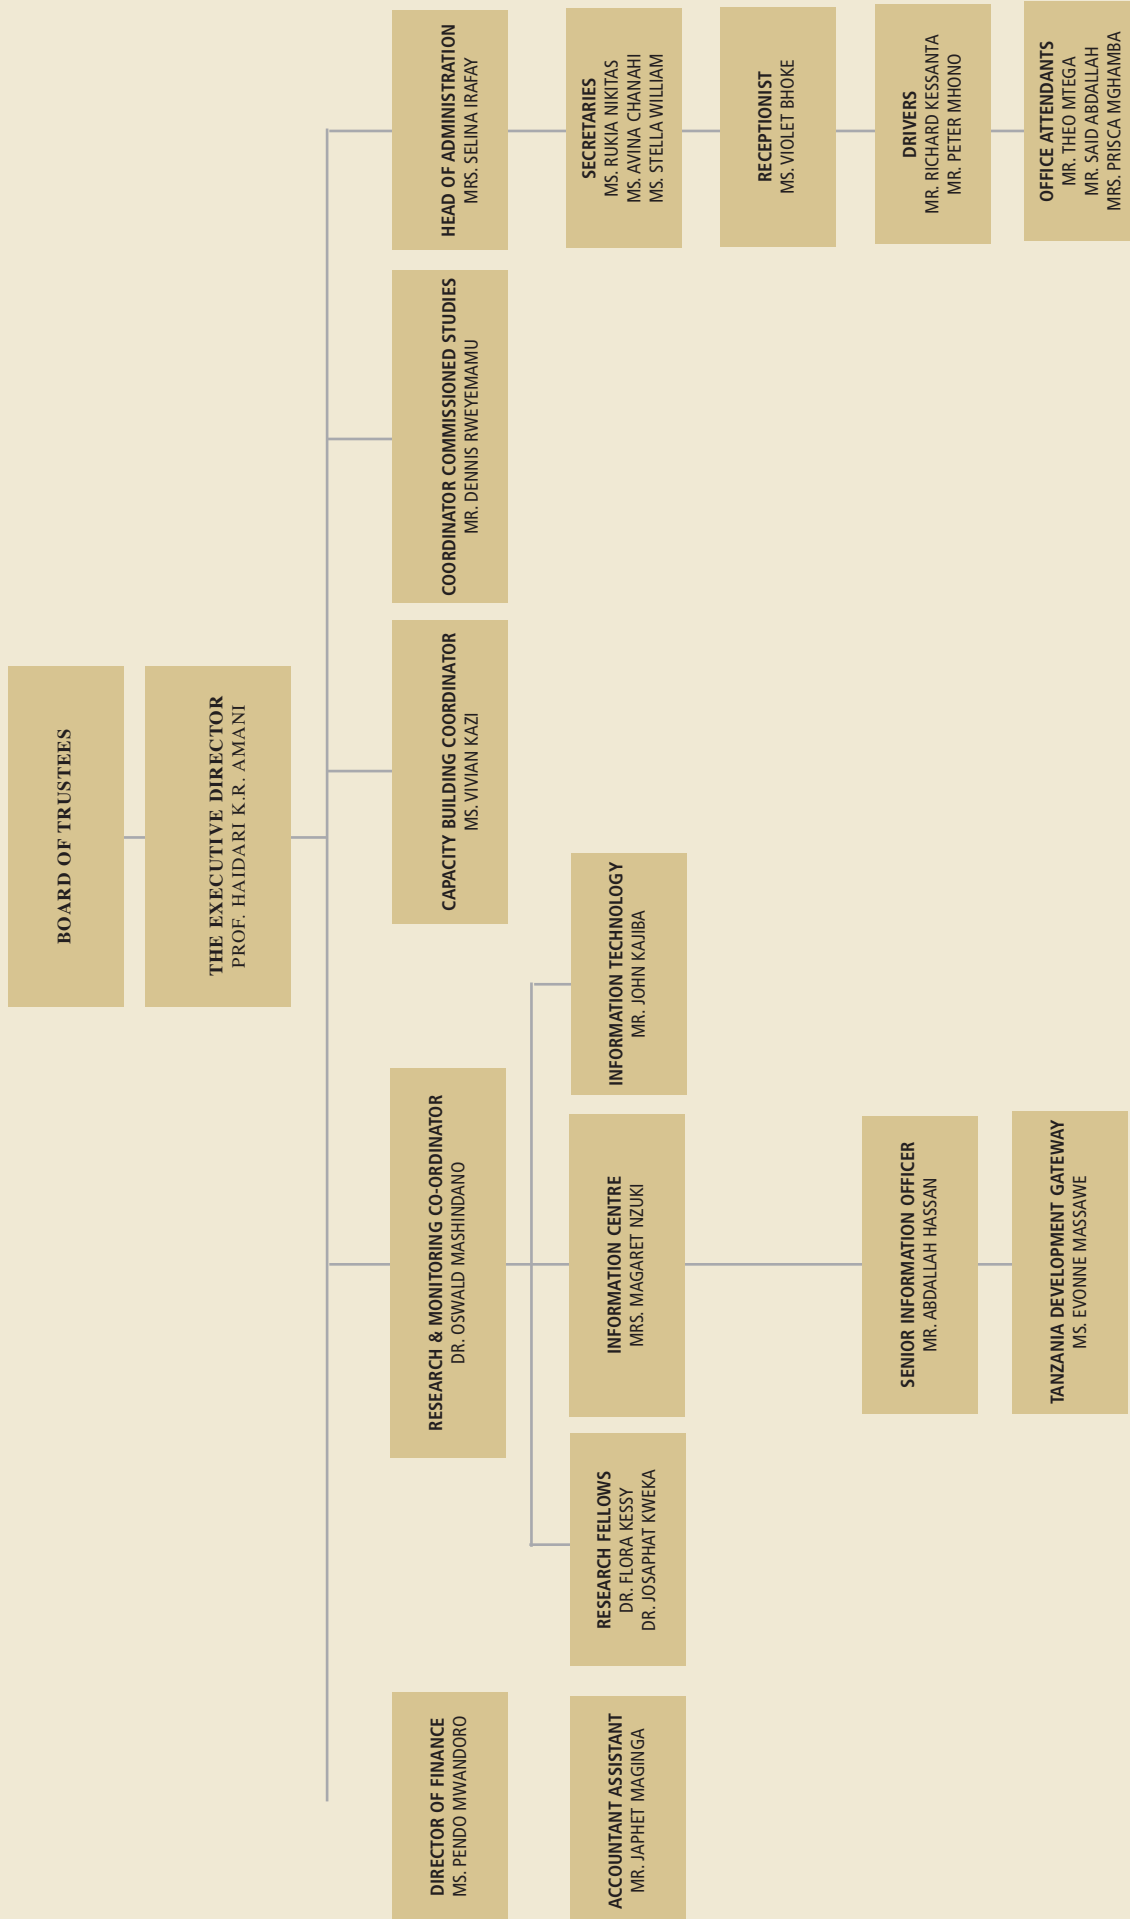 BOARD OF TRUSTEES
THE EXECUTIVE DIRECTOR
PROF. HAIDARI K.R. AMANI
DIRECTOR OF FINANCE
MS. PENDO MWANDORO
RESEARCH & MONITORING CO-ORDINATOR
DR. OSWALD MASHINDANO
CAPACITY BUILDING COORDINATOR
MS. VIVIAN KAZI
COORDINATOR COMMISSIONED STUDIES
MR. DENNIS RWEYEMAMU
HEAD OF ADMINISTRATION
MRS. SELINA IRAFAY
ACCOUNTANT ASSISTANT
MR. JAPHET MAGINGA
RESEARCH FELLOWS
DR. FLORA KESSY
DR. JOSAPHAT KWEKA
INFORMATION CENTRE
MRS. MAGARET NZUKI
INFORMATION TECHNOLOGY
MR. JOHN KAJIBA
SECRETARIES
MS. RUKIA NIKITAS
MS. AVINA CHANAHI
MS. STELLA WILLIAM
RECEPTIONIST
MS. VIOLET BHOKE
SENIOR INFORMATION OFFICER
MR. ABDALLAH HASSAN
DRIVERS
MR. RICHARD KESSANTA
MR. PETER MHONO
TANZANIA DEVELOPMENT GATEWAY
MS. EVONNE MASSAWE
OFFICE ATTENDANTS
MR. THEO MTEGA
MR. SAID ABDALLAH
MRS. PRISCA MGHAMBA